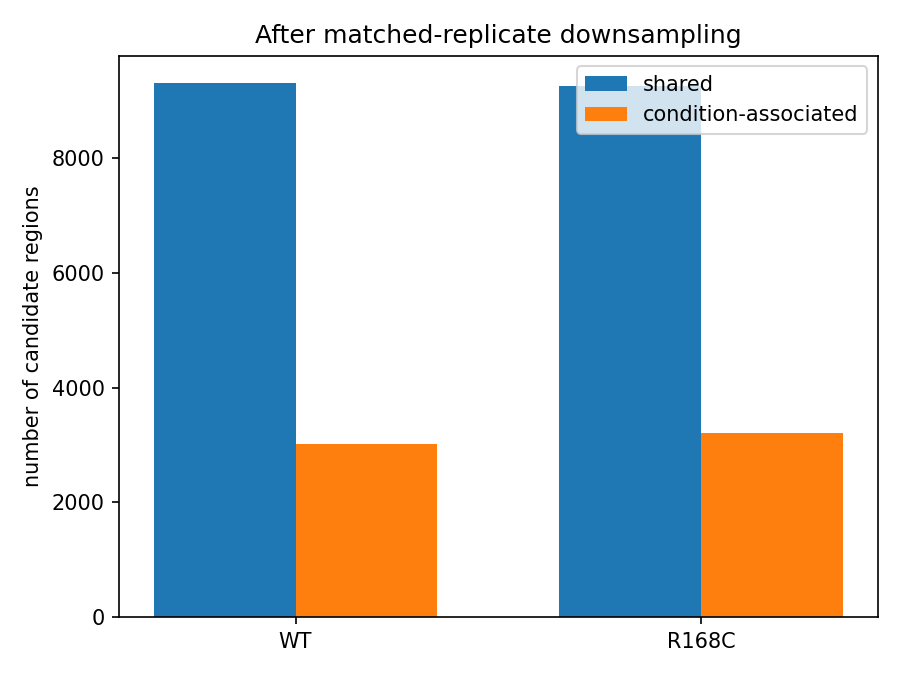 After matched-replicate downsampling
shared
condition-associated
number of candidate regions
8000
6000
4000
2000
0
WT
R168C